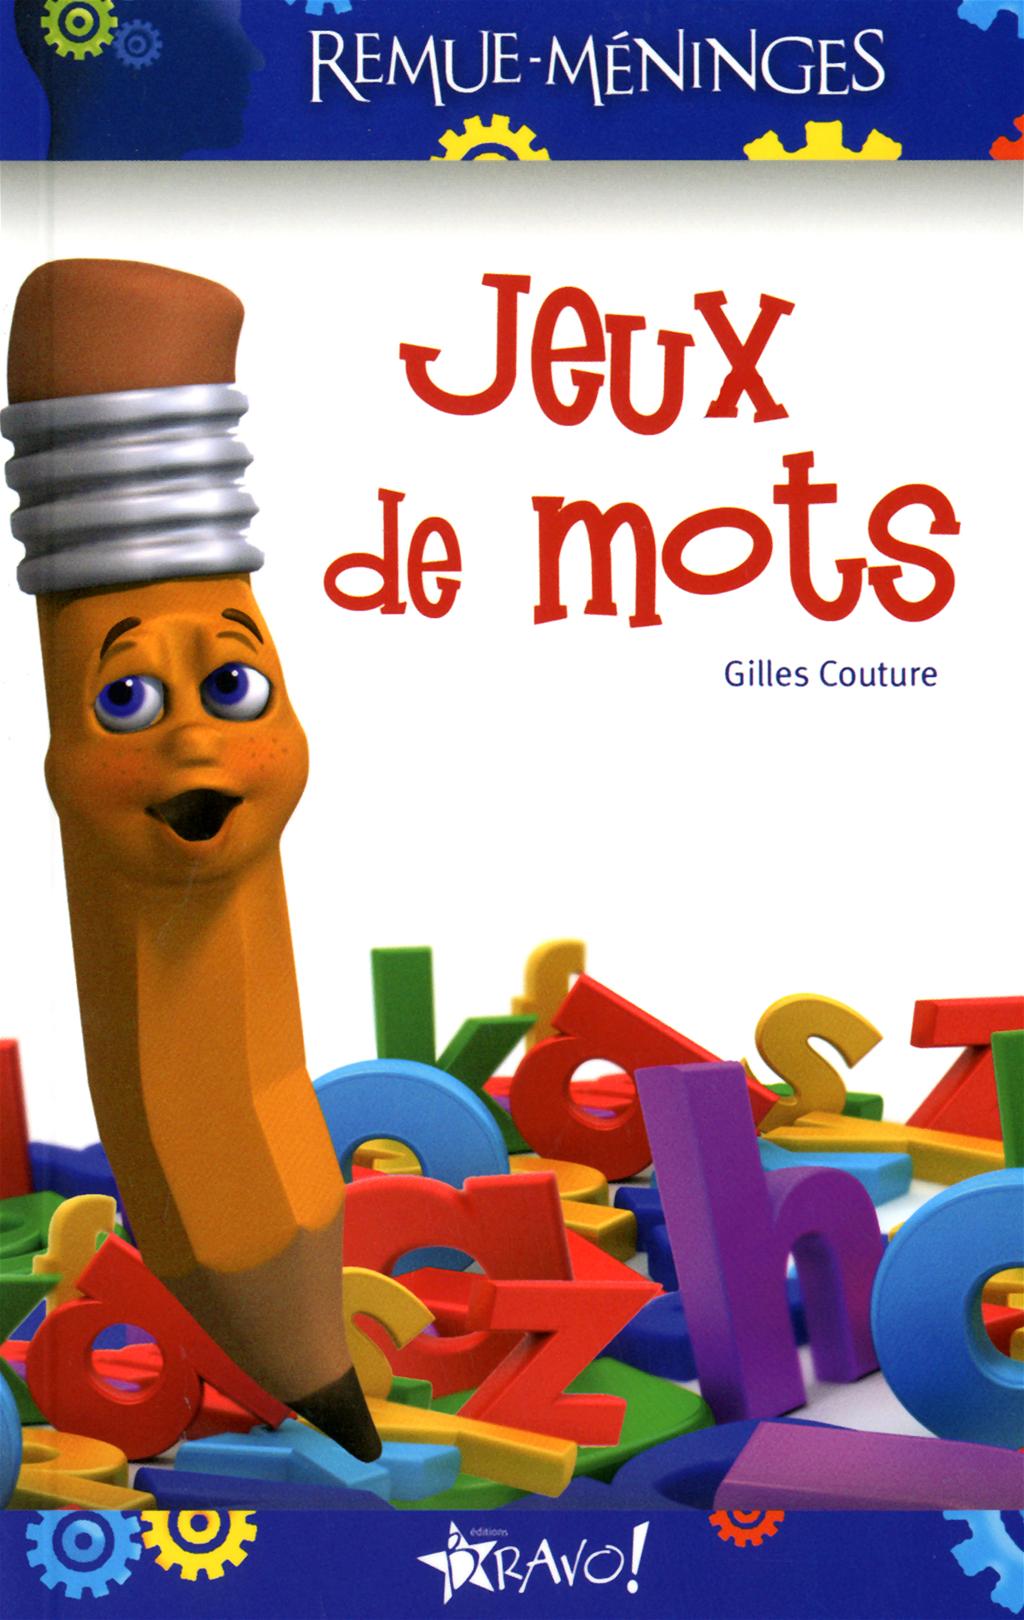 REMUE-MÉNINGES
Jeux
de mots
Gilles Couture
éditions
BRAVO!